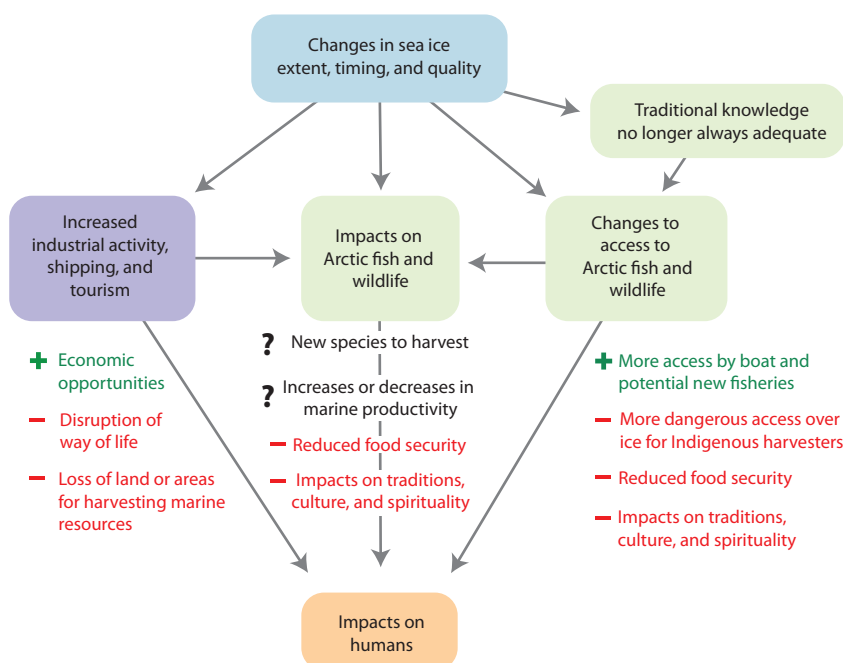 Changes in sea ice
extent, timing, and quality
Traditional knowledge
no longer always adequate
Increased
industrial activity,
shipping, and
tourism
Impacts on
Arctic fish and
wildlife
Changes to
access to
Arctic fish and
wildlife
+ Economic
opportunities
− Disruption of
way of life
− Loss of land or areas
for harvesting marine
resources
? New species to harvest
? Increases or decreases in
marine productivity
− Reduced food security
− Impacts on traditions,
culture, and spirituality
+ More access by boat and
potential new fisheries
− More dangerous access over
ice for Indigenous harvesters
− Reduced food security
− Impacts on traditions,
culture, and spirituality
Impacts on
humans